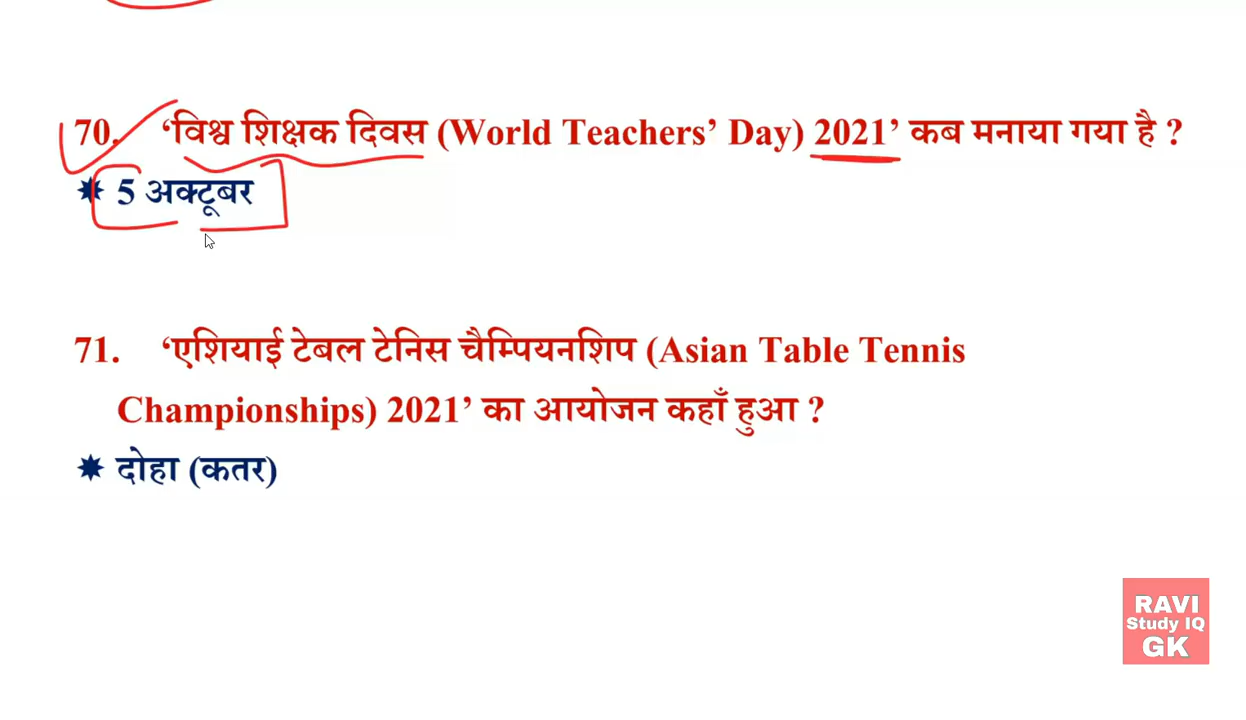 70. ‘विश्व शिक्षक दिवस (World Teachers’ Day) 2021’ कब मनाया गया है ?
✷ 5 अक्टूबर
71. ‘एशियाई टेबल टेनिस चैम्पियनशिप (Asian Table Tennis
Championships) 2021’ का आयोजन कहाँ हुआ ?
✷ दोहा (कतर)
RAVI
Study IQ
GK